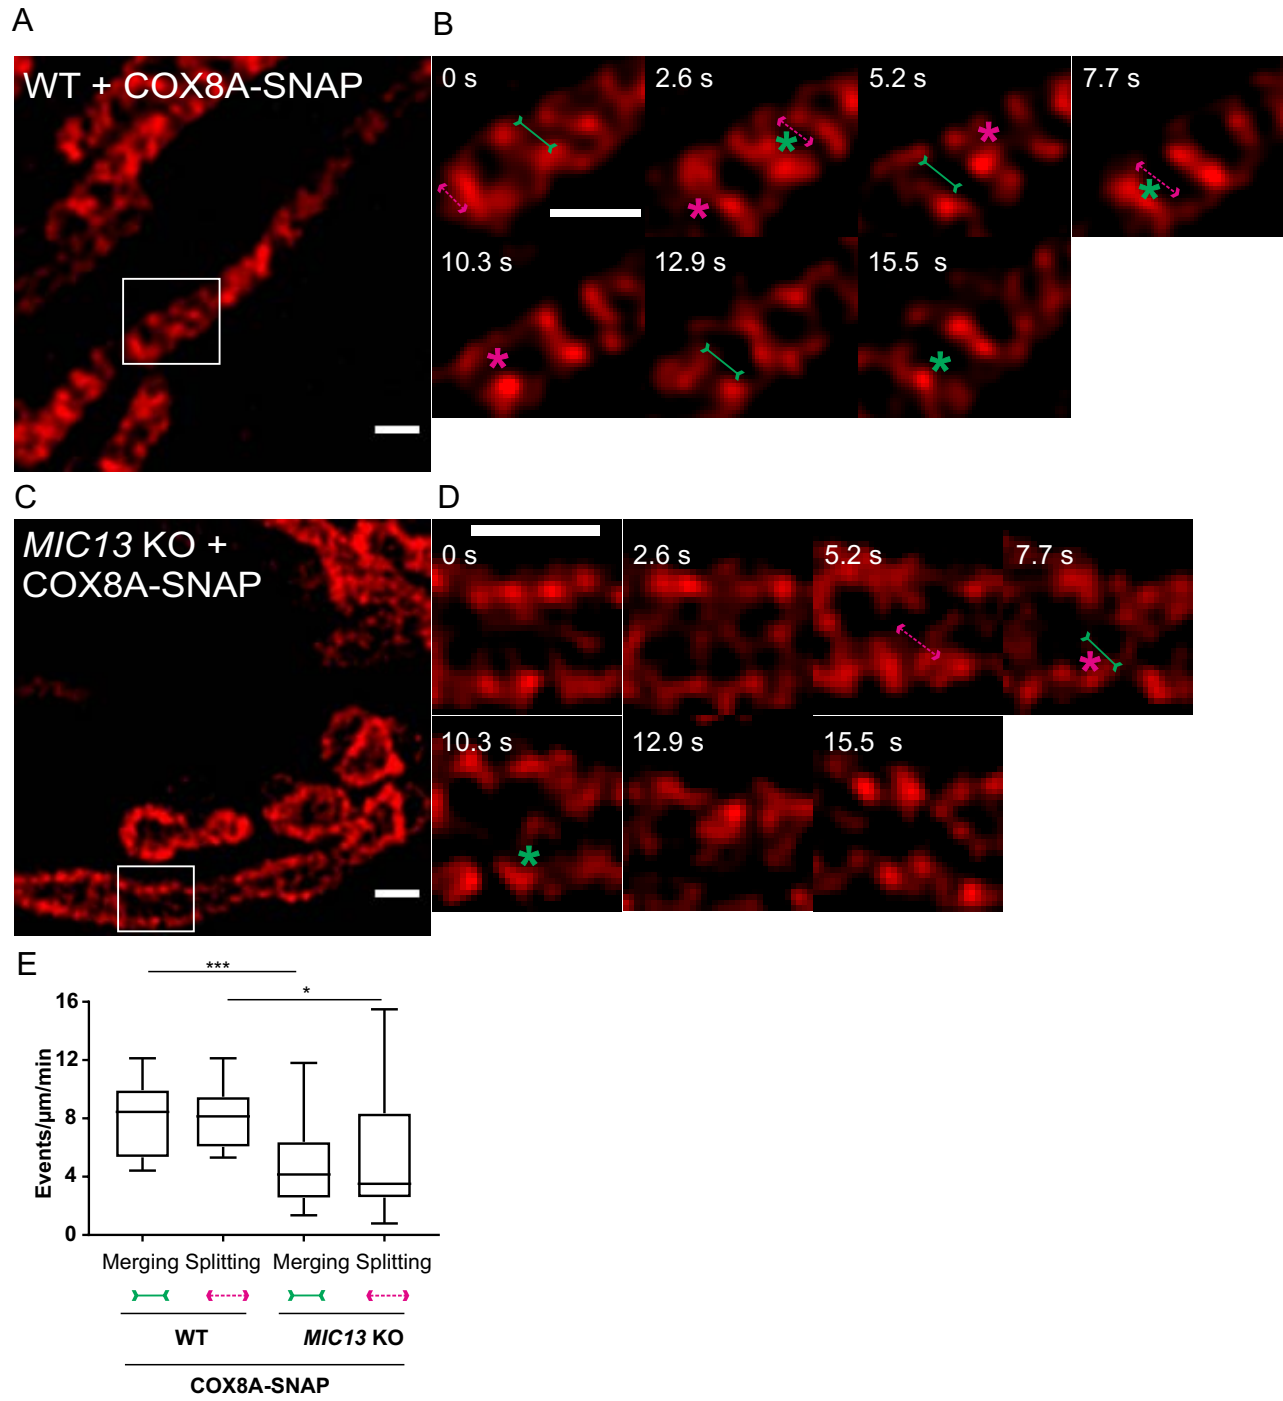 A
B
WT + COX8A-SNAP
0 s
2.6 s
5.2 s
7.7 s
10.3 s
12.9 s
15.5 s
C
D
MIC13 KO +
COX8A-SNAP
0 s
2.6 s
5.2 s
7.7 s
10.3 s
12.9 s
15.5 s
E
***
*
16
12
8
4
0
Events/µm/min
Merging Splitting Merging Splitting
WT MIC13 KO
COX8A-SNAP